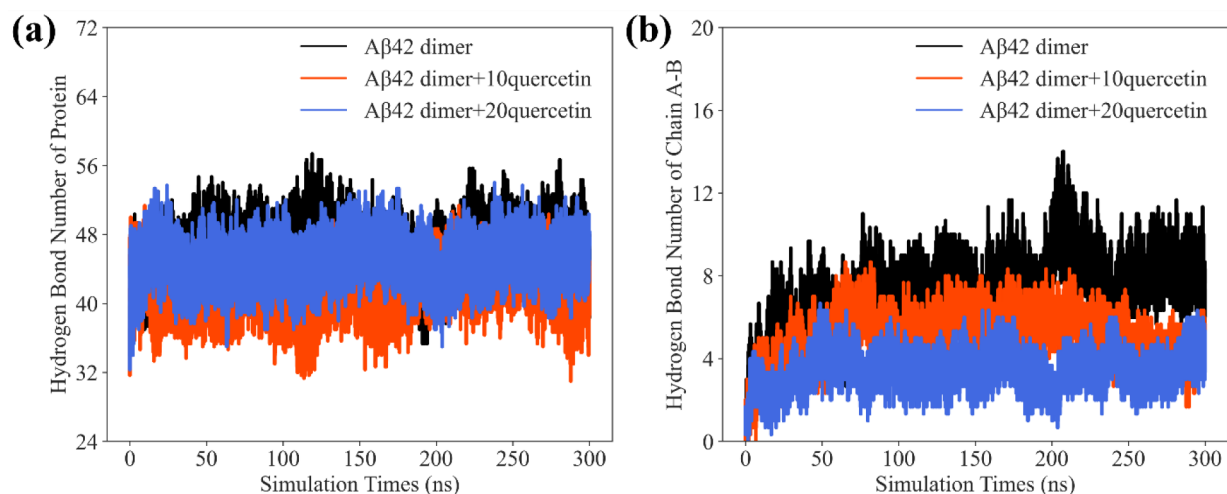 (a)
Hydrogen Bond Number of Protein
72
64
56
48
40
32
24
Aβ42 dimer
Aβ42 dimer+10quercetin
Aβ42 dimer+20quercetin
0 50 100 150 200 250 300
Simulation Times (ns)
(b)
Hydrogen Bond Number of Chain A-B
20
16
12
8
4
0
Aβ42 dimer
Aβ42 dimer+10quercetin
Aβ42 dimer+20quercetin
0 50 100 150 200 250 300
Simulation Times (ns)